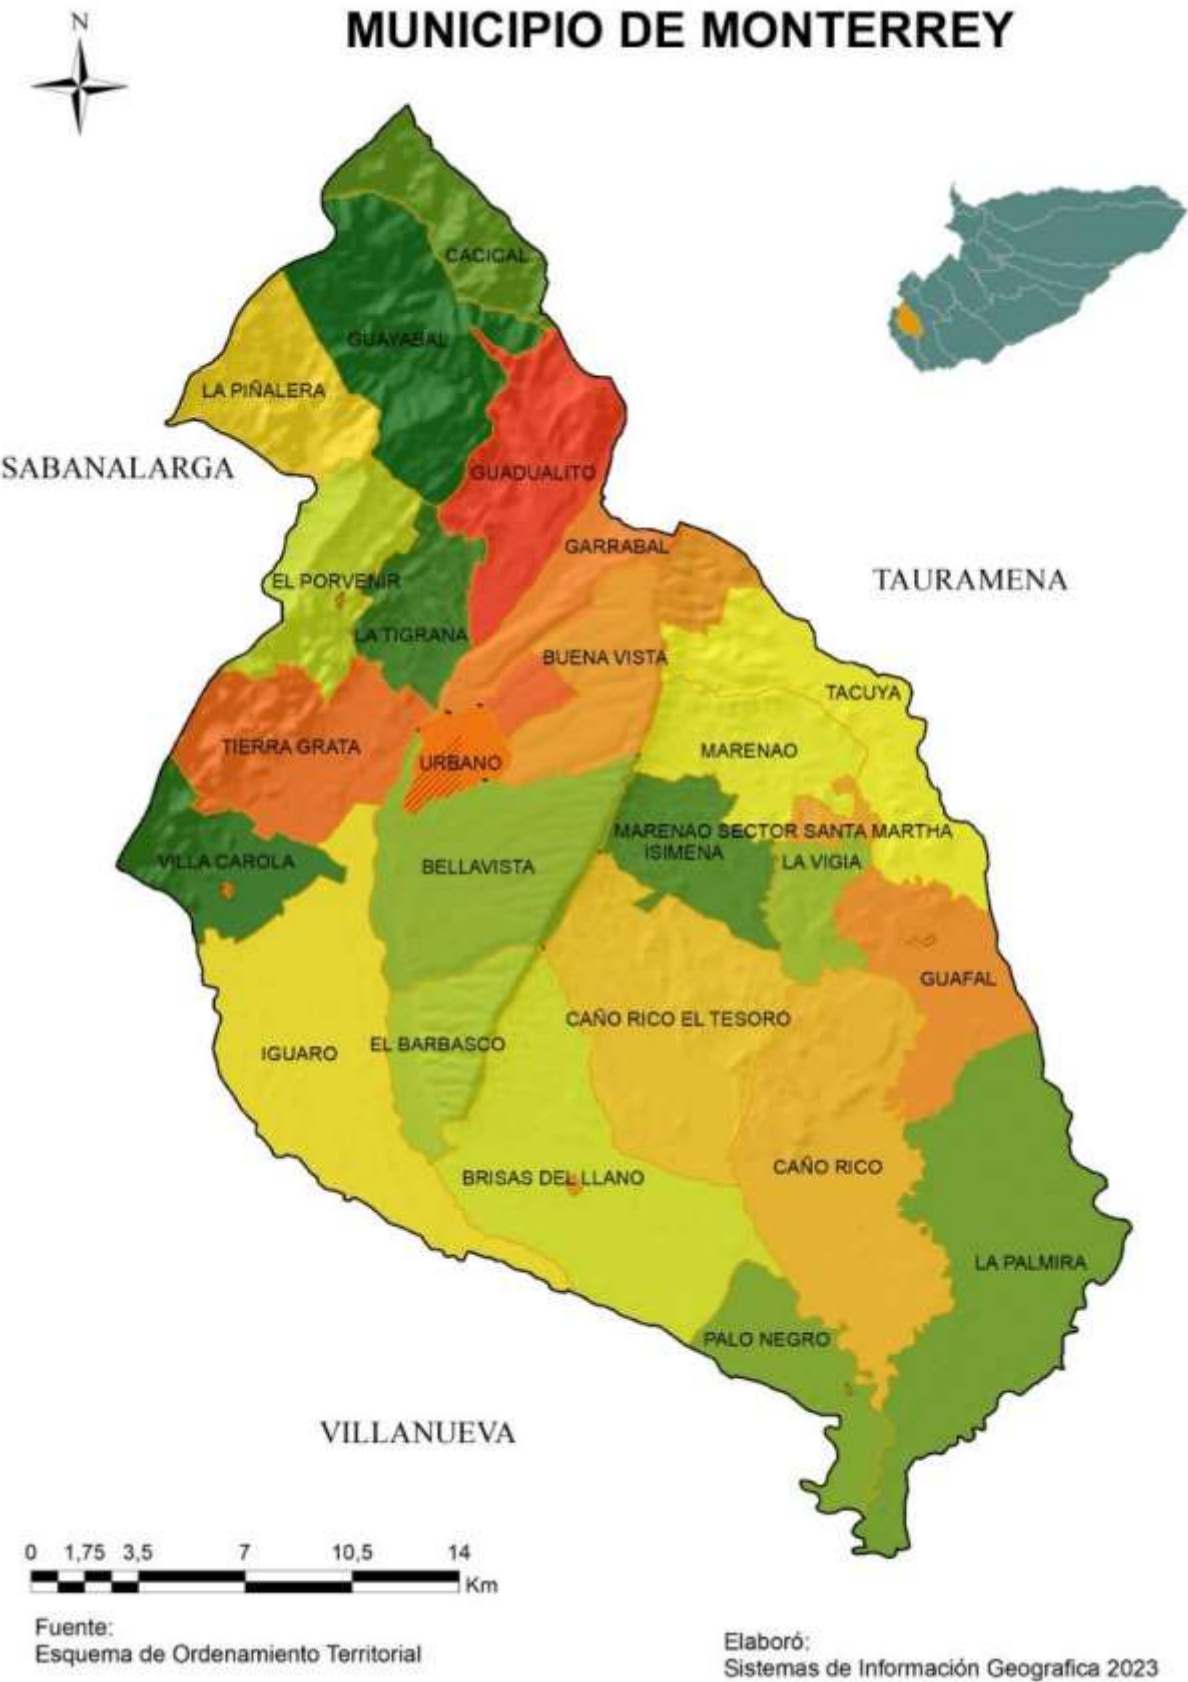 MUNICIPIO DE MONTERREY
N
CACICAL
GUAYABAL
LA PIÑALERA
SABANALARGA
GUADUALITO
GARRABAL
TAURAMENA
EL PORVENIR
LA TIGRANA
BUENA VISTA
TACUYA
TIERRA GRATA
MARENAO
URBANO
MARENAO SECTOR SANTA MARTHA
ISIMENA
VILLA CAROLA
BELLAVISTA
LA VIGIA
GUAFAL
CAÑO RICO EL TESORO
IGUARO
EL BARBASCO
CAÑO RICO
BRISAS DEL LLANO
LA PALMIRA
PALO NEGRO
VILLANUEVA
0 1,75 3,5 7 10,5 14
Km
Fuente:
Esquema de Ordenamiento Territorial
Elaboró:
Sistemas de Información Geografica 2023